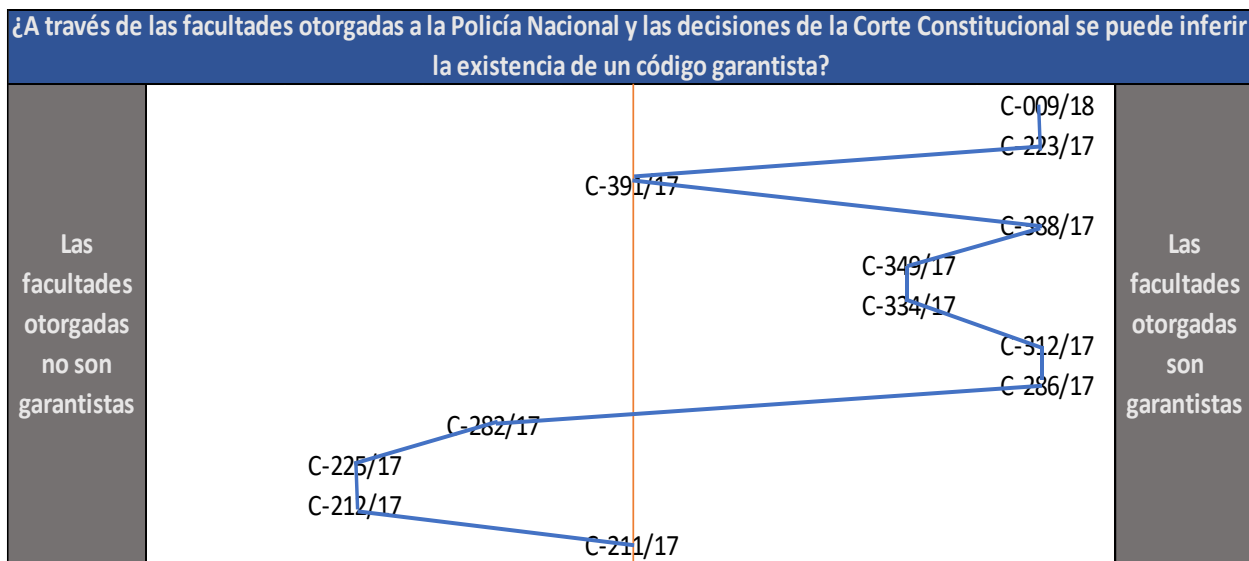 ¿A través de las facultades otorgadas a la Policía Nacional y las decisiones de la Corte Constitucional se puede inferir
la existencia de un código garantista?
Las
facultades
otorgadas
no son
garantistas
C-009/18
C-223/17
C-391/17
C-388/17
C-349/17
C-334/17
C-312/17
C-286/17
C-282/17
C-225/17
C-212/17
C-211/17
Las
facultades
otorgadas
son
garantistas